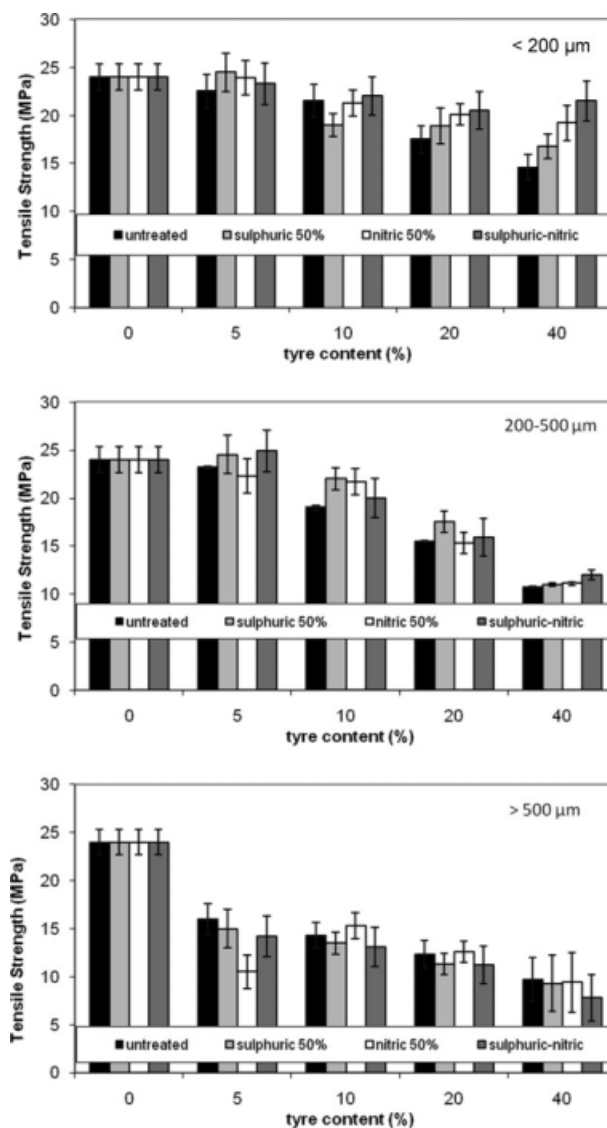 30
< 200 µm
25
20
15
10
5
0
Tensile Strength (MPa)
untreated sulphuric 50% nitric 50% sulphuric-nitric
0 5 10 20 40
tyre content (%)
30
200-500 µm
25
20
15
10
5
0
Tensile Strength (MPa)
untreated sulphuric 50% nitric 50% sulphuric-nitric
0 5 10 20 40
tyre content (%)
30
> 500 µm
25
20
15
10
5
0
Tensile Strength (MPa)
untreated sulphuric 50% nitric 50% sulphuric-nitric
0 5 10 20 40
tyre content (%)